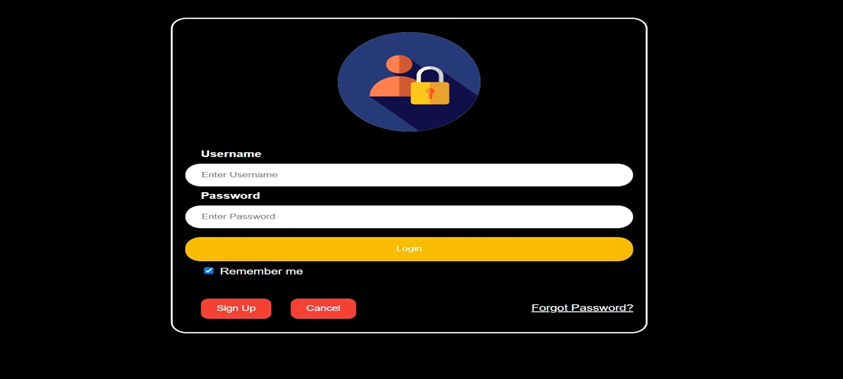 Username
Enter Username
Password
Enter Password
Login
Remember me
Sign Up Cancel Forgot Password?